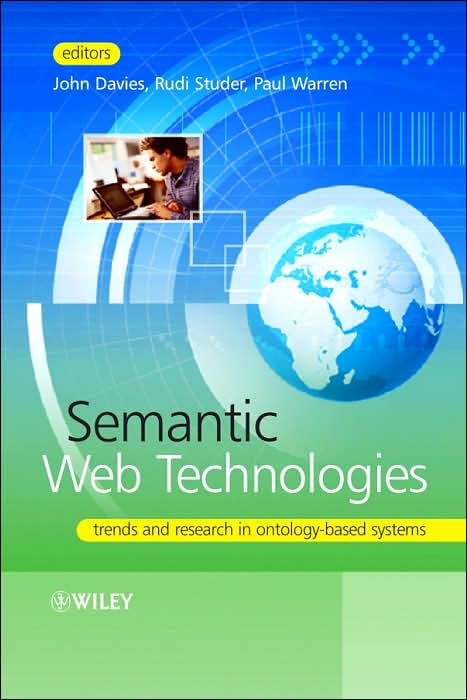 editors
John Davies, Rudi Studer, Paul Warren
Semantic
Web Technologies
trends and research in ontology-based systems
WILEY